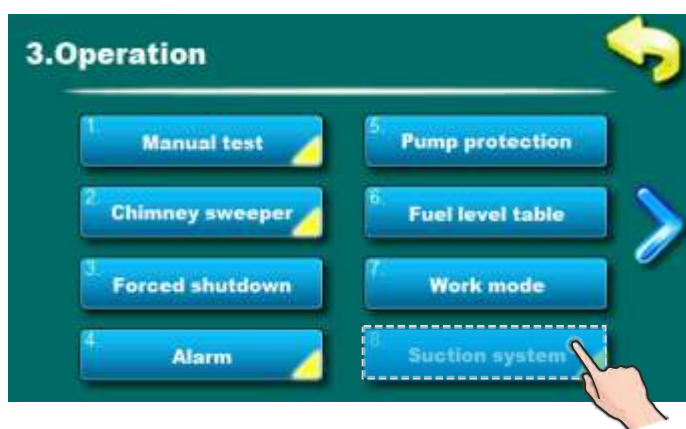 3.Operation
1. Manual test
2. Chimney sweeper
3. Forced shutdown
4. Alarm
5. Pump protection
6. Fuel level table
7. Work mode
8. Suction system